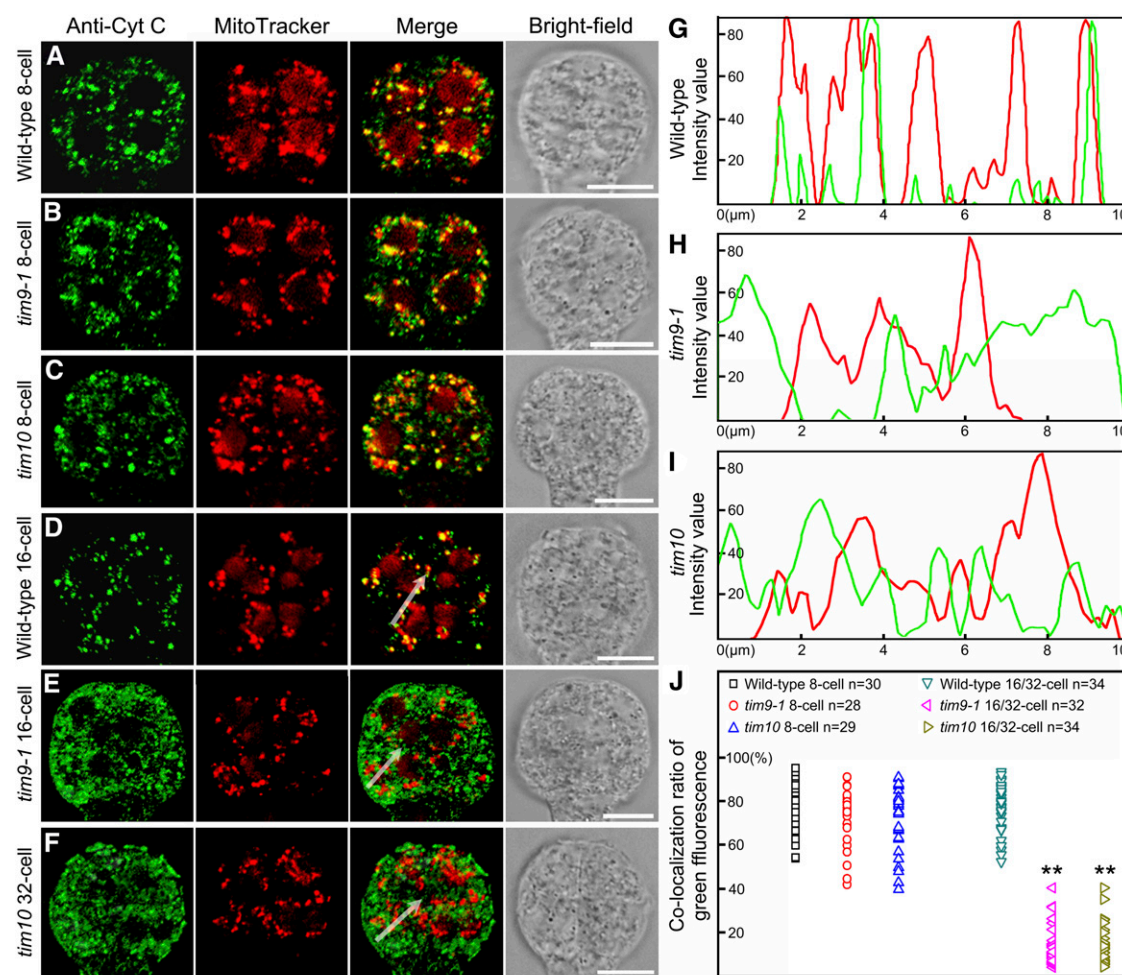 Anti-Cyt C MitoTracker Merge Bright-field
A
Wild-type 8-cell
B
tim9-1 8-cell
C
tim10 8-cell
D
Wild-type 16-cell
E
tim9-1 16-cell
F
tim10 32-cell
G
Wild-type
Intensity value
80
60
40
20
0(μm) 2 4 6 8 10
H
tim9-1
Intensity value
80
60
40
20
0(μm) 2 4 6 8 10
I
tim10
Intensity value
80
60
40
20
0(μm) 2 4 6 8 10
J
Co-localization ratio of
green ffluorescence
Wild-type 8-cell n=30 Wild-type 16/32-cell n=34
tim9-1 8-cell n=28 tim9-1 16/32-cell n=32
tim10 8-cell n=29 tim10 16/32-cell n=34
100(%)
80
60
40
20
** **